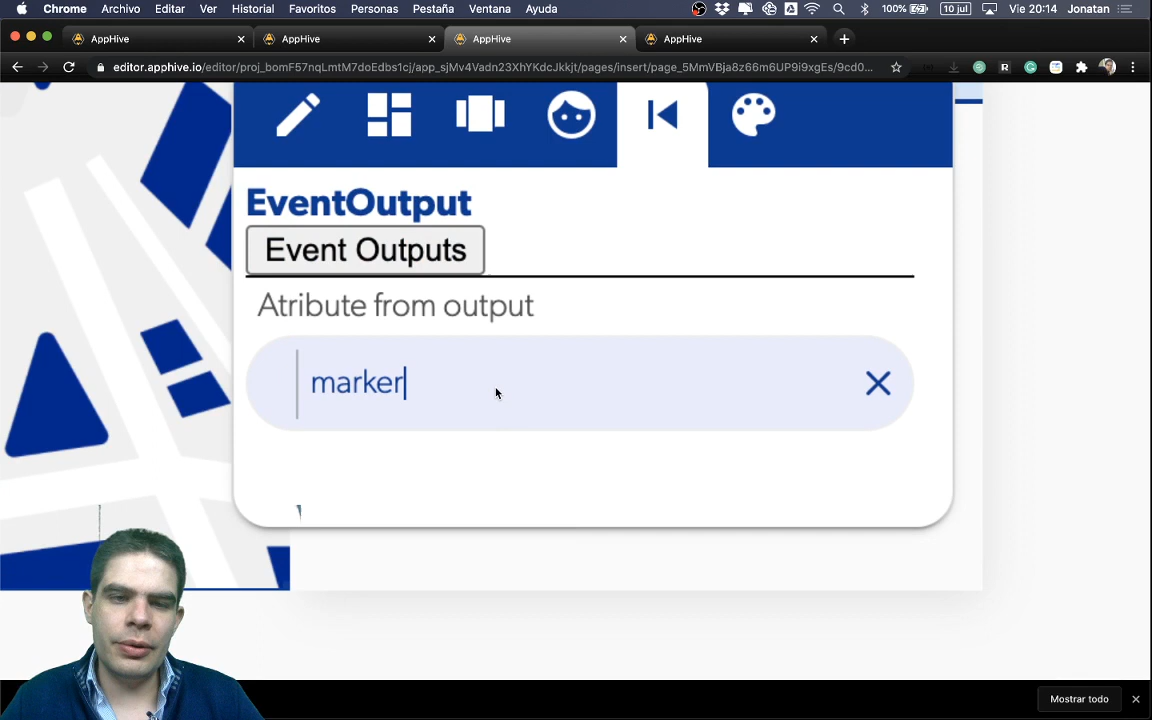 Chrome Archivo Editar Ver Historial Favoritos Personas Pestaña Ventana Ayuda 100% 10 jul Vie 20:14 Jonatan
AppHive AppHive AppHive AppHive
editor.apphive.io/editor/proj_bomF57nqLmtM7doEdbs1cj/app_sjMv4Vadn23XhYKdcJkkjt/pages/insert/page_5MmVBja8z66m6UP9i9xgEs/9cd0...
EventOutput
Event Outputs
Atribute from output
marker
Mostrar todo